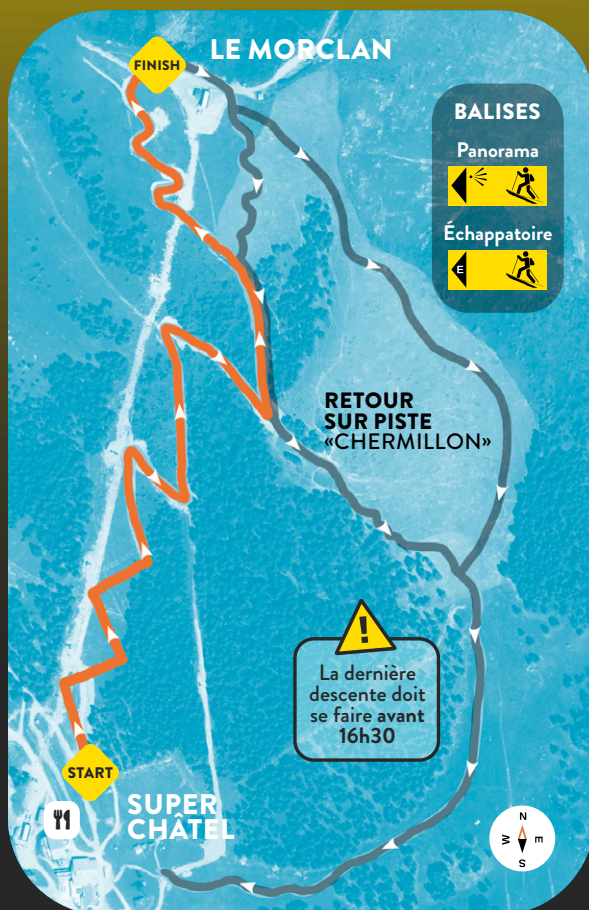 FINISH
LE MORCLAN
BALISES
Panorama
Échappatoire
E
RETOUR
SUR PISTE
«CHERMILLON»
!
La dernière
descente doit
se faire avant
16h30
START
SUPER
CHÂTEL
N
W E
S